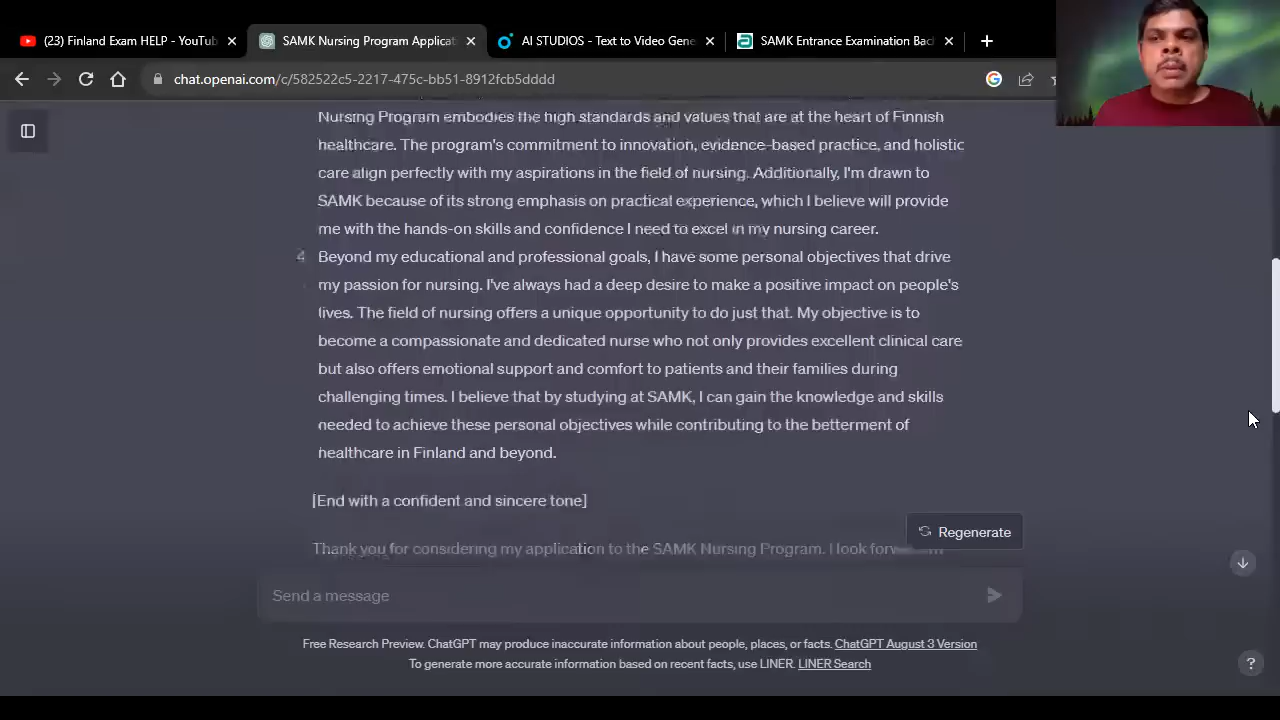 (23) Finland Exam HELP - YouTub
SAMK Nursing Program Applicat
AI STUDIOS - Text to Video Gene
SAMK Entrance Examination Back
chat.openai.com/c/582522c5-2217-475c-bb51-8912fcb5dddd
Nursing Program embodies the high standards and values that are at the heart of Finnish
healthcare. The program's commitment to innovation, evidence-based practice, and holistic
care align perfectly with my aspirations in the field of nursing. Additionally, I'm drawn to
SAMK because of its strong emphasis on practical experience, which I believe will provide
me with the hands-on skills and confidence I need to excel in my nursing career.
Beyond my educational and professional goals, I have some personal objectives that drive
my passion for nursing. I've always had a deep desire to make a positive impact on people's
lives. The field of nursing offers a unique opportunity to do just that. My objective is to
become a compassionate and dedicated nurse who not only provides excellent clinical care
but also offers emotional support and comfort to patients and their families during
challenging times. I believe that by studying at SAMK, I can gain the knowledge and skills
needed to achieve these personal objectives while contributing to the betterment of
healthcare in Finland and beyond.
[End with a confident and sincere tone]
Regenerate
Thank you for considering my application to the SAMK Nursing Program. I look
Send a message
Free Research Preview. ChatGPT may produce inaccurate information about people, places, or facts. ChatGPT August 3 Version
To generate more accurate information based on recent facts, use LINER. LINER Search
?